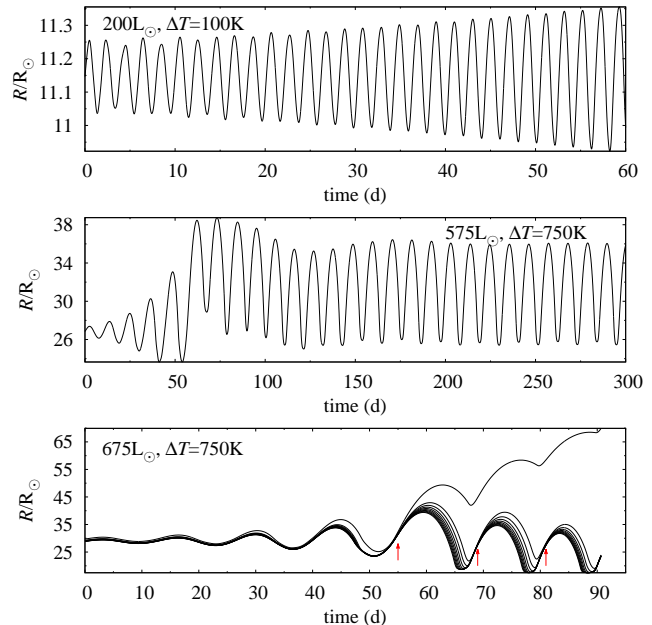 200L☉, ΔT=100K
R/R☉
11.3
11.2
11.1
11
0 10 20 30 40 50 60
time (d)
575L☉, ΔT=750K
R/R☉
38
34
30
26
0 50 100 150 200 250 300
time (d)
675L☉, ΔT=750K
R/R☉
65
55
45
35
25
0 10 20 30 40 50 60 70 80 90
time (d)